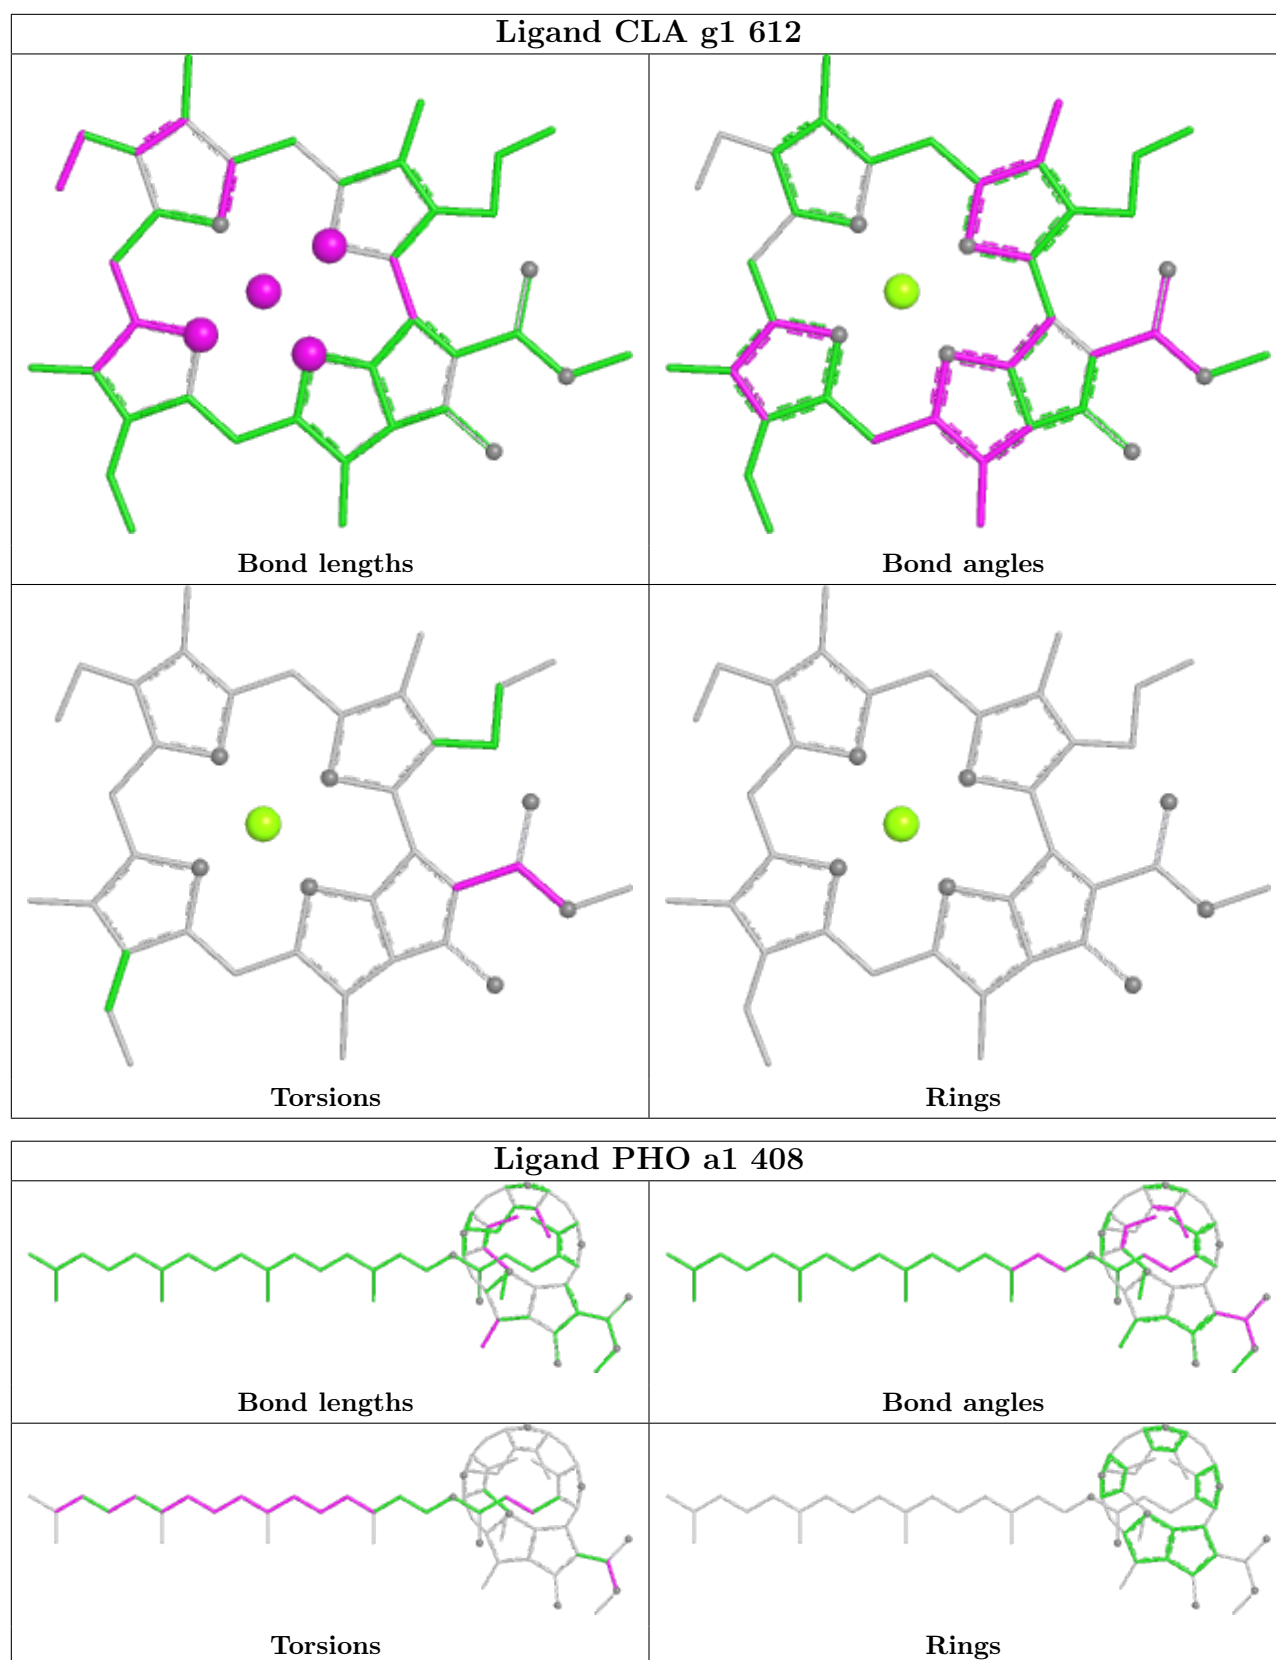 Ligand CLA g1 612
Bond lengths
Bond angles
Torsions
Rings
Ligand PHO a1 408
Bond lengths
Bond angles
Torsions
Rings